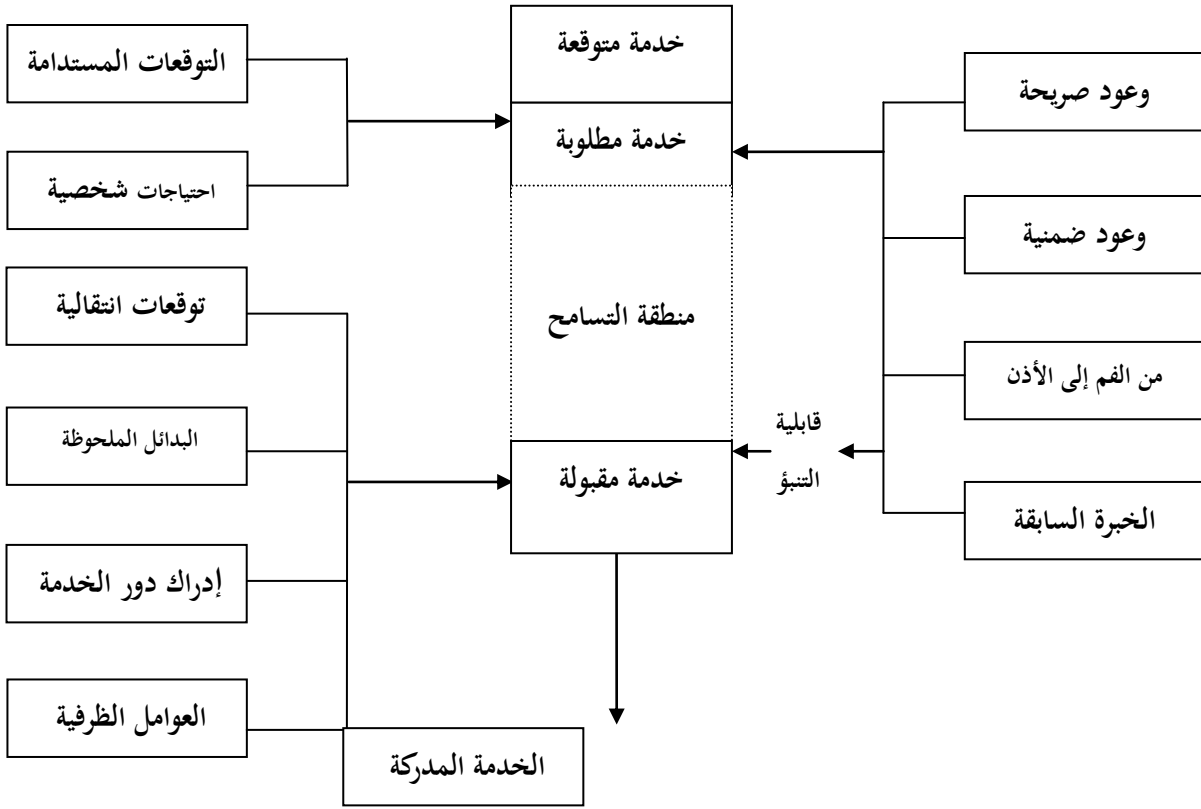 خدمة متوقعة
خدمة مطلوبة
منطقة التسامح
خدمة مقبولة
وعود صريحة
وعود ضمنية
من الفم إلى الأذن
الخبرة السابقة
قابلية
التنبؤ
التوقعات المستدامة
احتياجات شخصية
توقعات انتقالية
البدائل الملحوظة
إدراك دور الخدمة
العوامل الظرفية
الخدمة المدركة